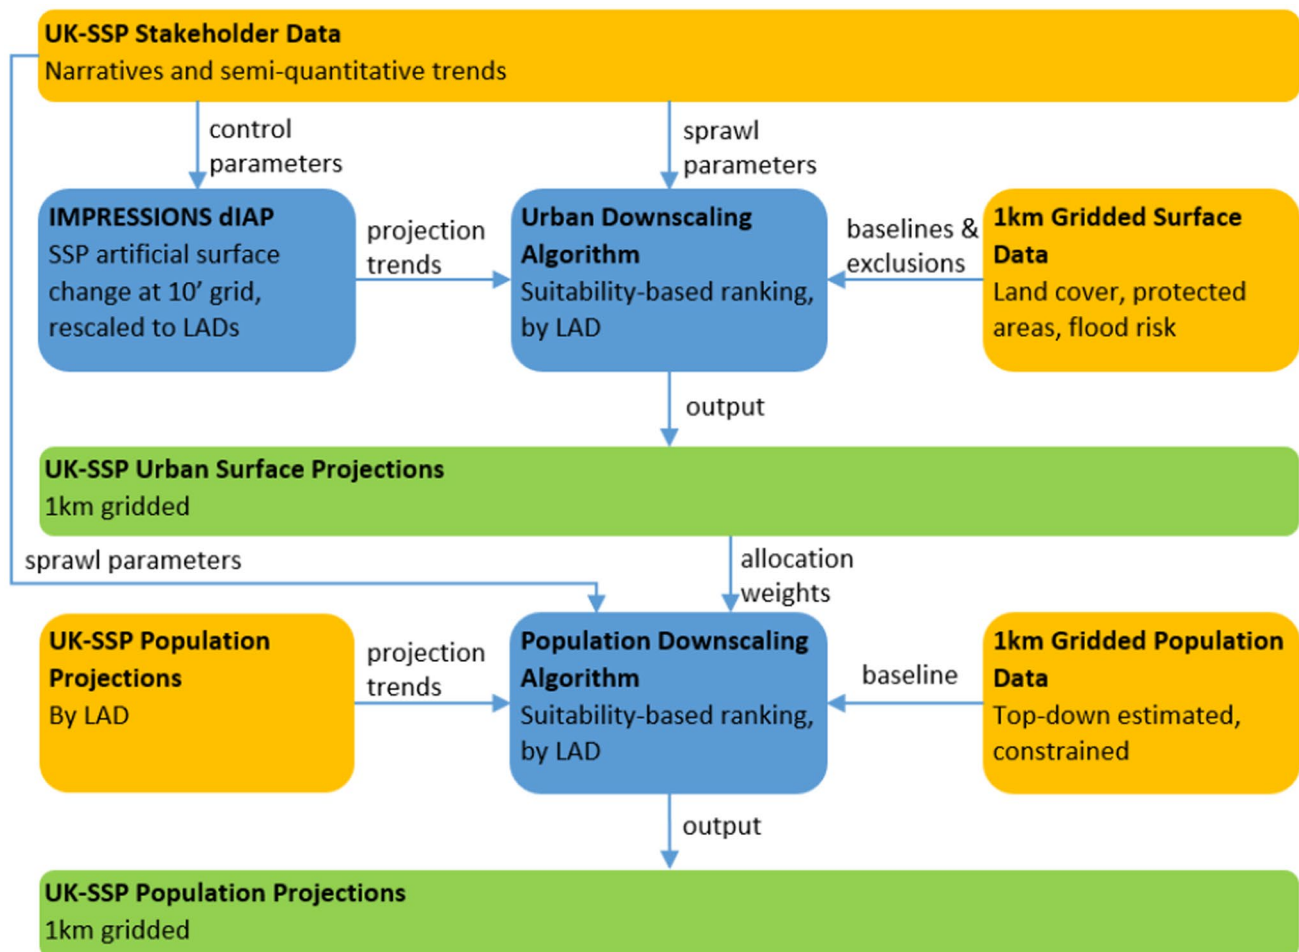 UK-SSP Stakeholder Data
Narratives and semi-quantitative trends
control
parameters
sprawl
parameters
IMPRESSIONS dIAP
SSP artificial surface
change at 10' grid,
rescaled to LADs
projection
trends
Urban Downscaling
Algorithm
Suitability-based ranking,
by LAD
baselines &
exclusions
1km Gridded Surface
Data
Land cover, protected
areas, flood risk
output
UK-SSP Urban Surface Projections
1km gridded
sprawl parameters
allocation
weights
UK-SSP Population
Projections
By LAD
projection
trends
Population Downscaling
Algorithm
Suitability-based ranking,
by LAD
baseline
1km Gridded Population
Data
Top-down estimated,
constrained
output
UK-SSP Population Projections
1km gridded